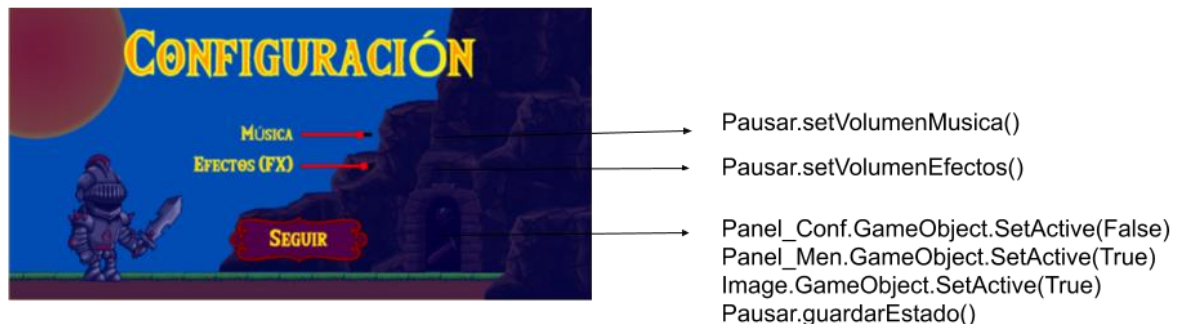 CONFIGURACIÓN
MÚSICA
EFECTOS (FX)
SEGUIR
Pausar.setVolumenMusica()
Pausar.setVolumenEfectos()
Panel_Conf.GameObject.SetActive(False)
Panel_Men.GameObject.SetActive(True)
Image.GameObject.SetActive(True)
Pausar.guardarEstado()